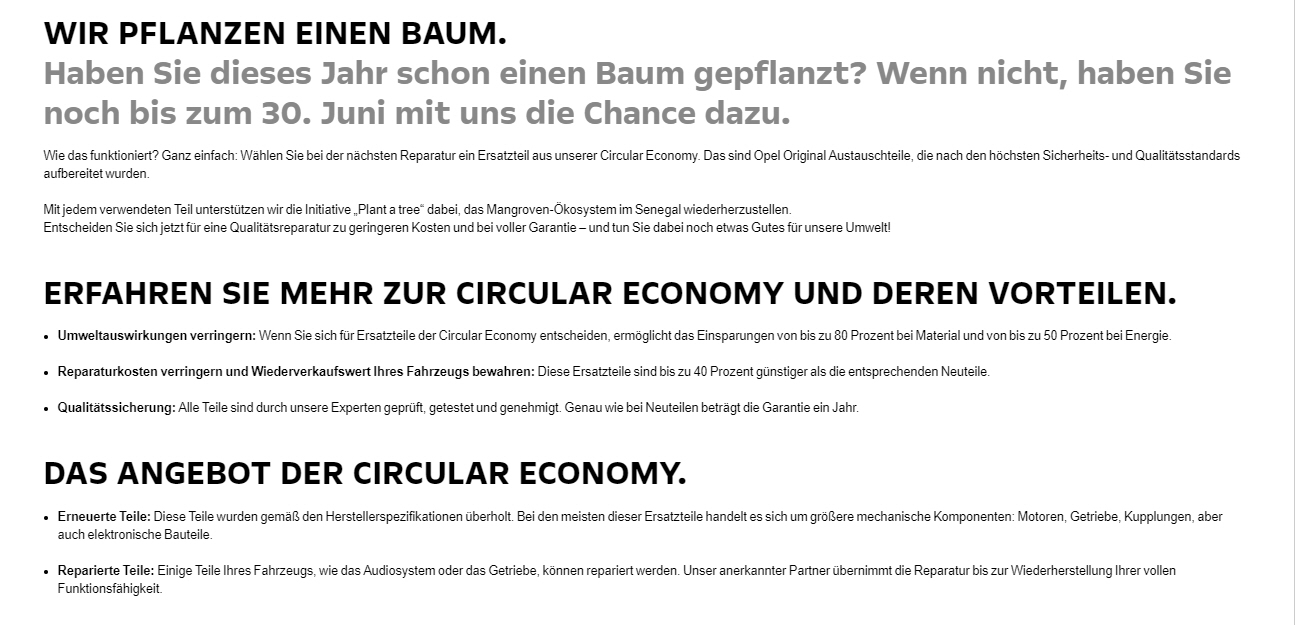 WIR PFLANZEN EINEN BAUM.
Haben Sie dieses Jahr schon einen Baum gepflanzt? Wenn nicht, haben Sie
noch bis zum 30. Juni mit uns die Chance dazu.
Wie das funktioniert? Ganz einfach: Wählen Sie bei der nächsten Reparatur ein Ersatzteil aus unserer Circular Economy. Das sind Opel Original Austauschteile, die nach den höchsten Sicherheits- und Qualitätsstandards
aufbereitet wurden.
Mit jedem verwendeten Teil unterstützen wir die Initiative „Plant a tree“ dabei, das Mangroven-Ökosystem im Senegal wiederherzustellen.
Entscheiden Sie sich jetzt für eine Qualitätsreparatur zu geringeren Kosten und bei voller Garantie – und tun Sie dabei noch etwas Gutes für unsere Umwelt!
ERFAHREN SIE MEHR ZUR CIRCULAR ECONOMY UND DEREN VORTEILEN.
• Umweltauswirkungen verringern: Wenn Sie sich für Ersatzteile der Circular Economy entscheiden, ermöglicht das Einsparungen von bis zu 80 Prozent bei Material und von bis zu 50 Prozent bei Energie.
• Reparaturkosten verringern und Wiederverkaufswert Ihres Fahrzeugs bewahren: Diese Ersatzteile sind bis zu 40 Prozent günstiger als die entsprechenden Neuteile.
• Qualitätssicherung: Alle Teile sind durch unsere Experten geprüft, getestet und genehmigt. Genau wie bei Neuteilen beträgt die Garantie ein Jahr.
DAS ANGEBOT DER CIRCULAR ECONOMY.
• Erneuerte Teile: Diese Teile wurden gemäß den Herstellerspezifikationen überholt. Bei den meisten dieser Ersatzteile handelt es sich um größere mechanische Komponenten: Motoren, Getriebe, Kupplungen, aber
auch elektronische Bauteile.
• Reparierte Teile: Einige Teile Ihres Fahrzeugs, wie das Audiosystem oder das Getriebe, können repariert werden. Unser anerkannter Partner übernimmt die Reparatur bis zur Wiederherstellung Ihrer vollen
Funktionsfähigkeit.